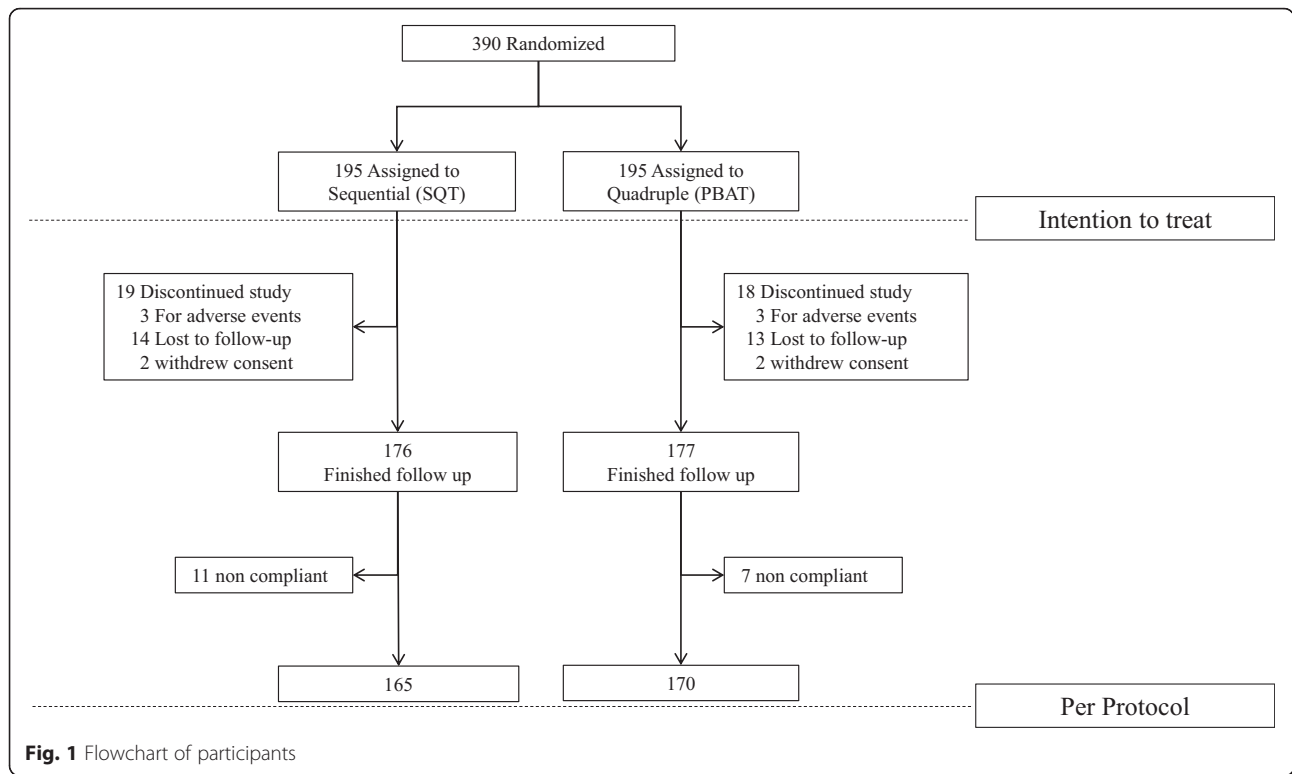 390 Randomized
195 Assigned to
Sequential (SQT)
195 Assigned to
Quadruple (PBAT)
Intention to treat
19 Discontinued study
3 For adverse events
14 Lost to follow-up
2 withdrew consent
18 Discontinued study
3 For adverse events
13 Lost to follow-up
2 withdrew consent
176
Finished follow up
177
Finished follow up
11 non compliant
7 non compliant
165
170
Per Protocol
Fig. 1 Flowchart of participants